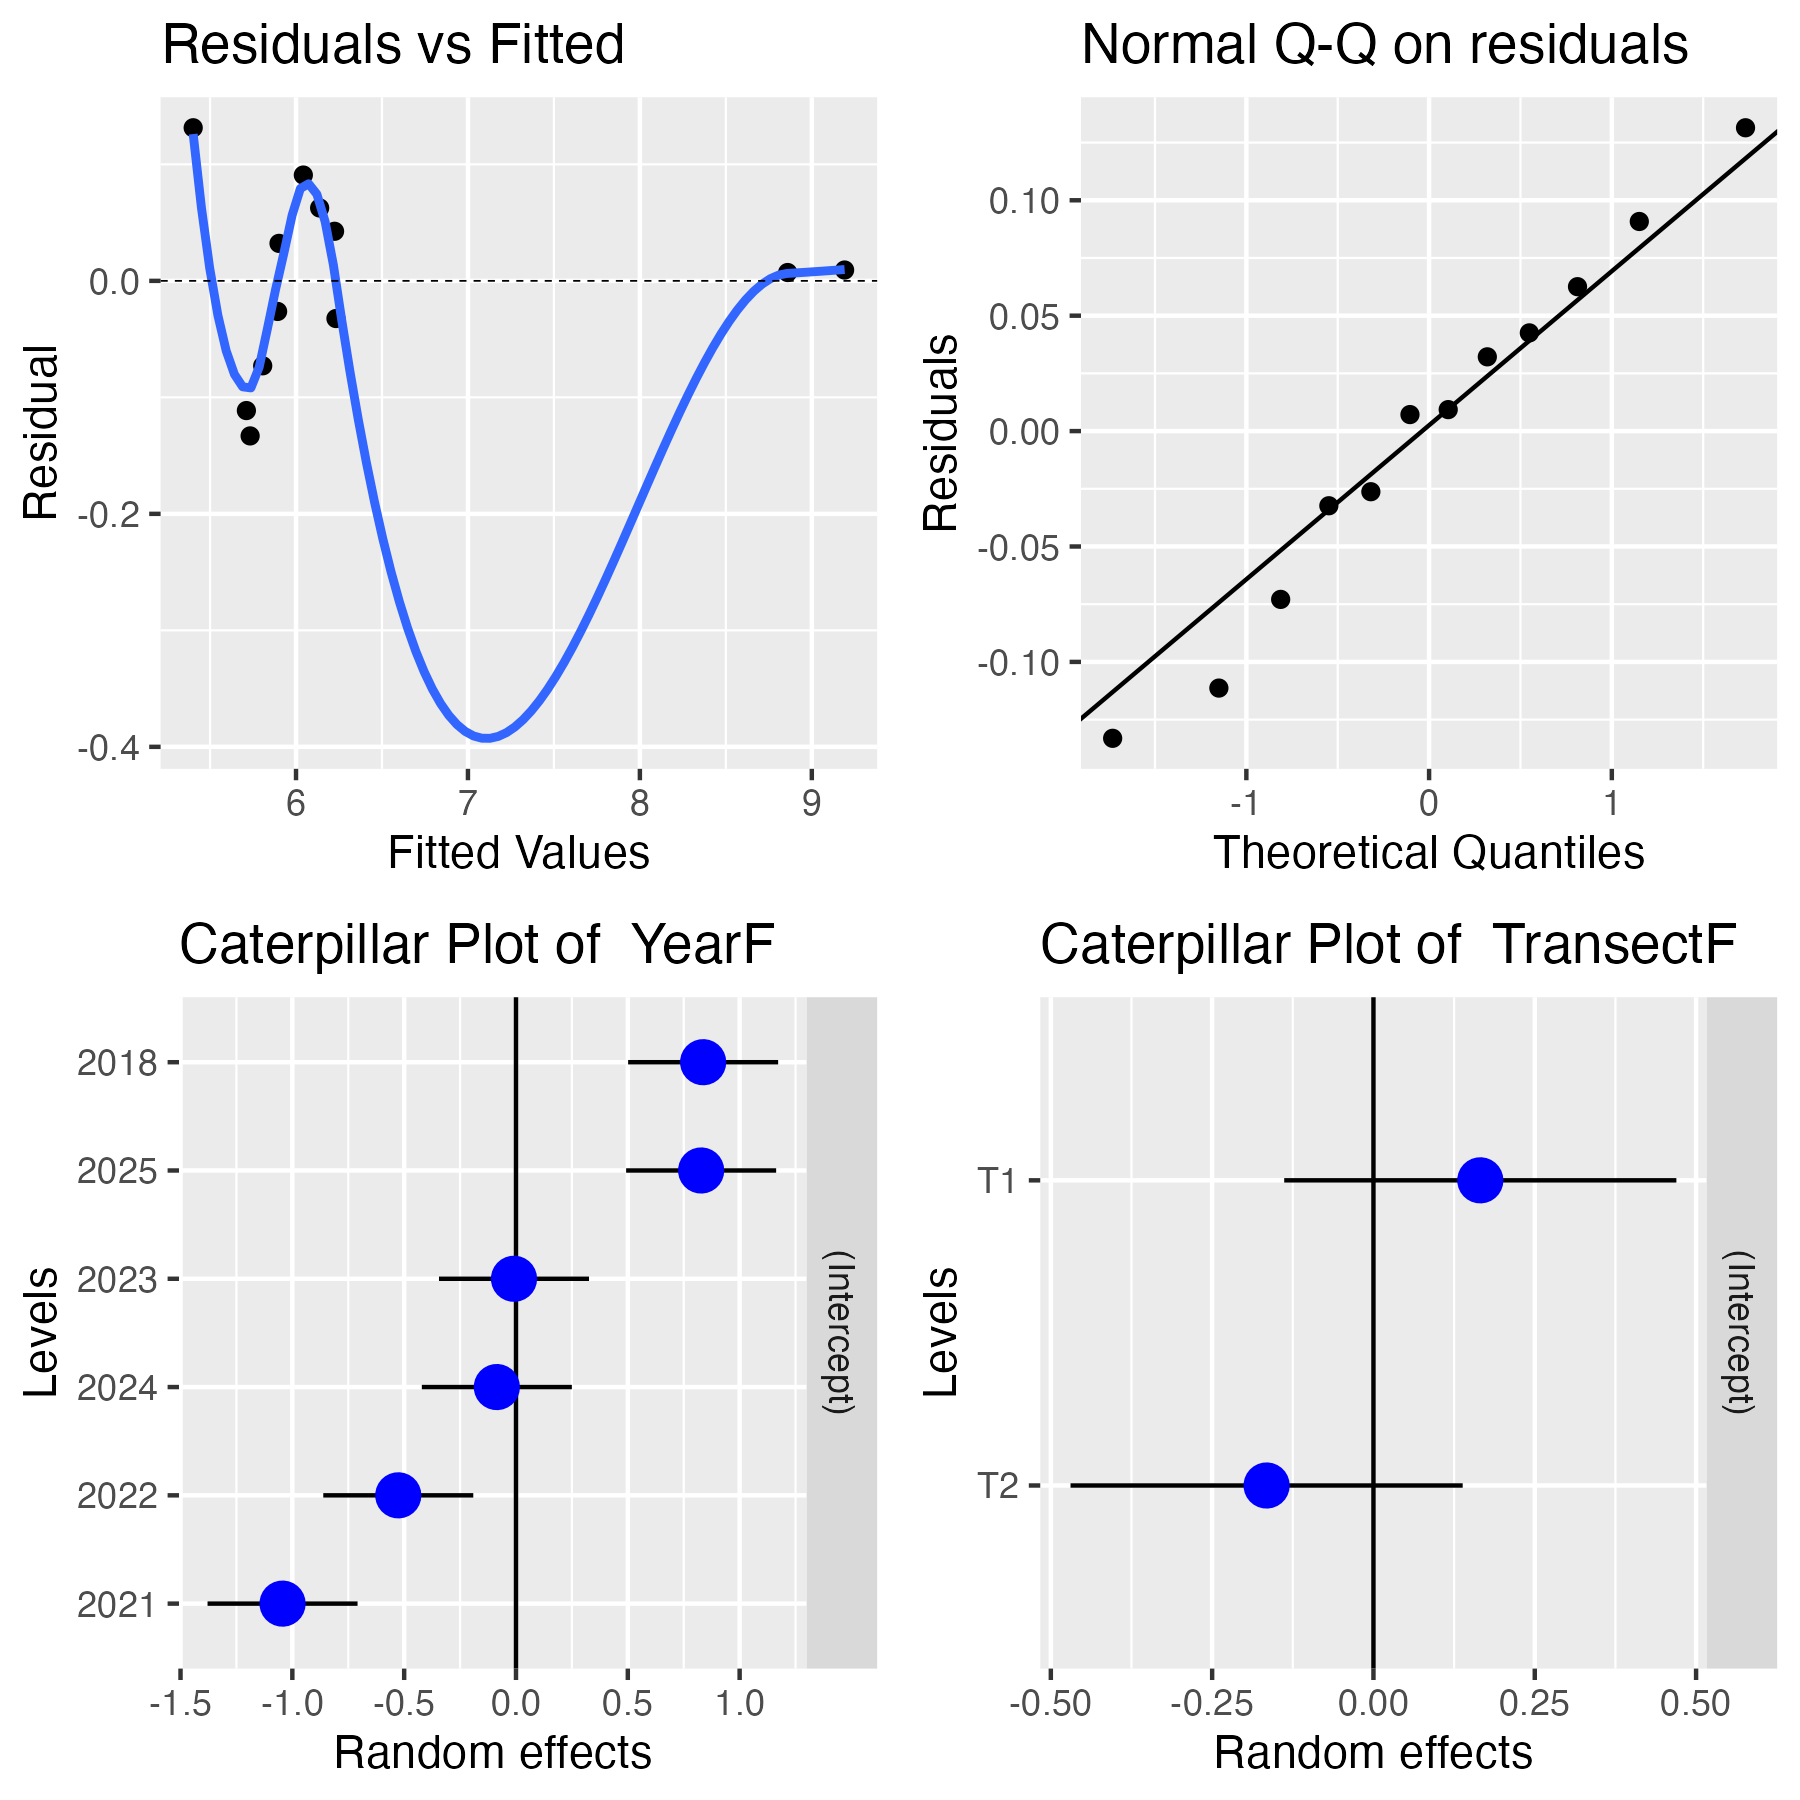 Residuals vs Fitted
0.0
-0.2
-0.4
Residual
6 7 8 9
Fitted Values
Normal Q-Q on residuals
0.10
0.05
0.00
-0.05
-0.10
Residuals
-1 0 1
Theoretical Quantiles
Caterpillar Plot of  YearF
2018
2025
2023
2024
2022
2021
Levels
(Intercept)
-1.5 -1.0 -0.5 0.0 0.5 1.0
Random effects
Caterpillar Plot of  TransectF
T1
T2
Levels
(Intercept)
-0.50 -0.25 0.00 0.25 0.50
Random effects